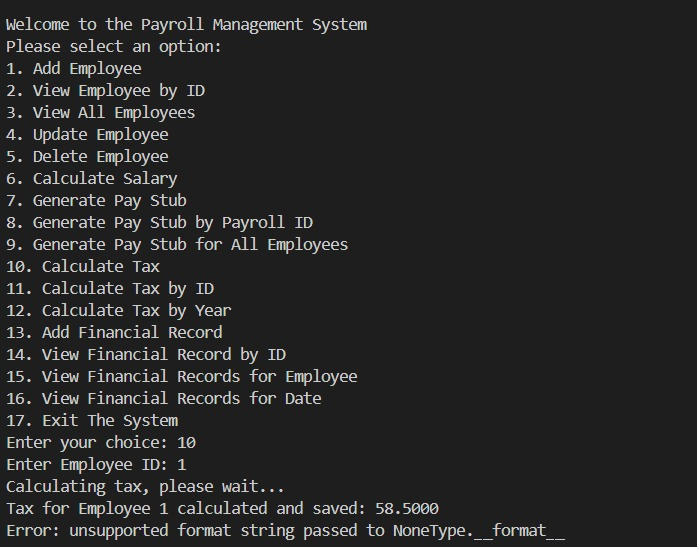 Welcome to the Payroll Management System
Please select an option:
1. Add Employee
2. View Employee by ID
3. View All Employees
4. Update Employee
5. Delete Employee
6. Calculate Salary
7. Generate Pay Stub
8. Generate Pay Stub by Payroll ID
9. Generate Pay Stub for All Employees
10. Calculate Tax
11. Calculate Tax by ID
12. Calculate Tax by Year
13. Add Financial Record
14. View Financial Record by ID
15. View Financial Records for Employee
16. View Financial Records for Date
17. Exit The System
Enter your choice: 10
Enter Employee ID: 1
Calculating tax, please wait...
Tax for Employee 1 calculated and saved: 58.5000
Error: unsupported format string passed to NoneType.__format__